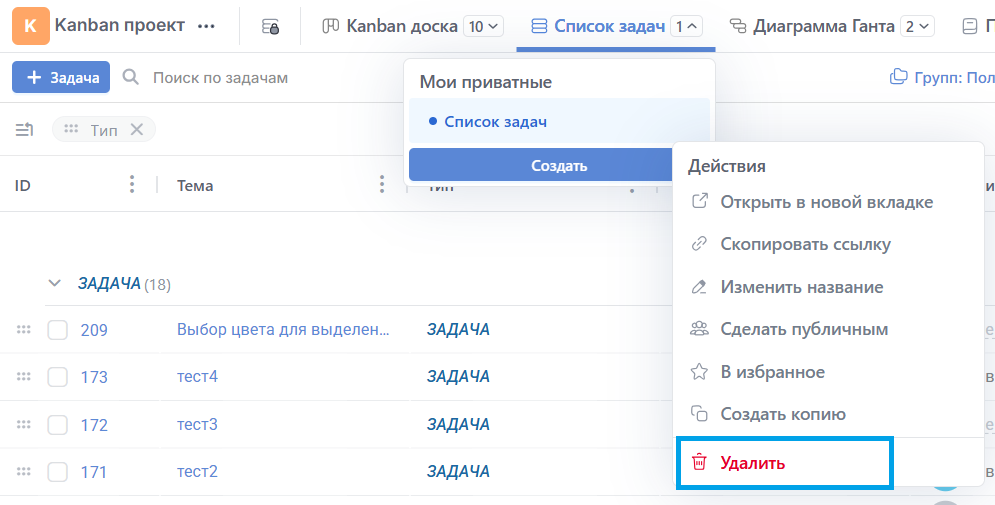 K Kanban проект ••• Kanban доска 10 Список задач 1 Диаграмма Ганта 2
+ Задача Поиск по задачам Групп: Пол
Мои приватные
Список задач
Создать
Тип
ID Тема Тип
Действия
Открыть в новой вкладке
Скопировать ссылку
Изменить название
Сделать публичным
В избранное
Создать копию
Удалить
ЗАДАЧА (18)
209 Выбор цвета для выделен... ЗАДАЧА
173 тест4 ЗАДАЧА
172 тест3 ЗАДАЧА
171 тест2 ЗАДАЧА